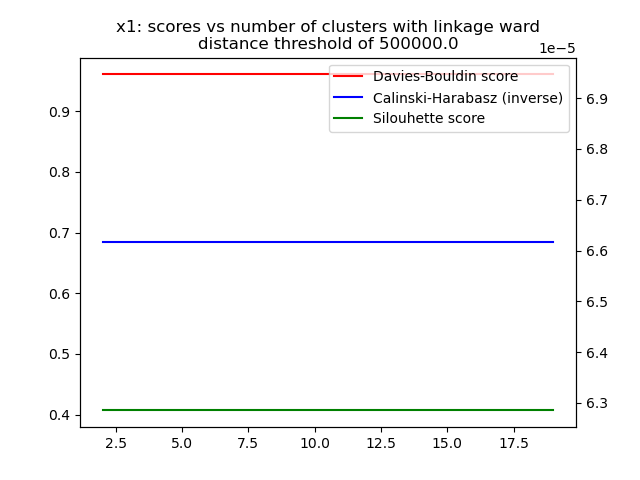 x1: scores vs number of clusters with linkage ward
distance threshold of 500000.0
1e−5
Davies-Bouldin score
Calinski-Harabasz (inverse)
Silouhette score
0.9
0.8
0.7
0.6
0.5
0.4
6.9
6.8
6.7
6.6
6.5
6.4
6.3
2.5 5.0 7.5 10.0 12.5 15.0 17.5